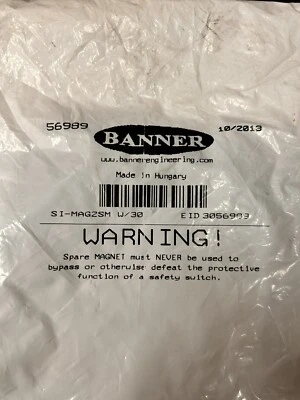 56989
10/2013
BANNER
www.bannerengineering.com
Made in Hungary
SI-MAG2SM W/30 EID 3056989
WARNING!
Spare MAGNET must NEVER be used to
bypass or otherwise defeat the protective
function of a safety switch.